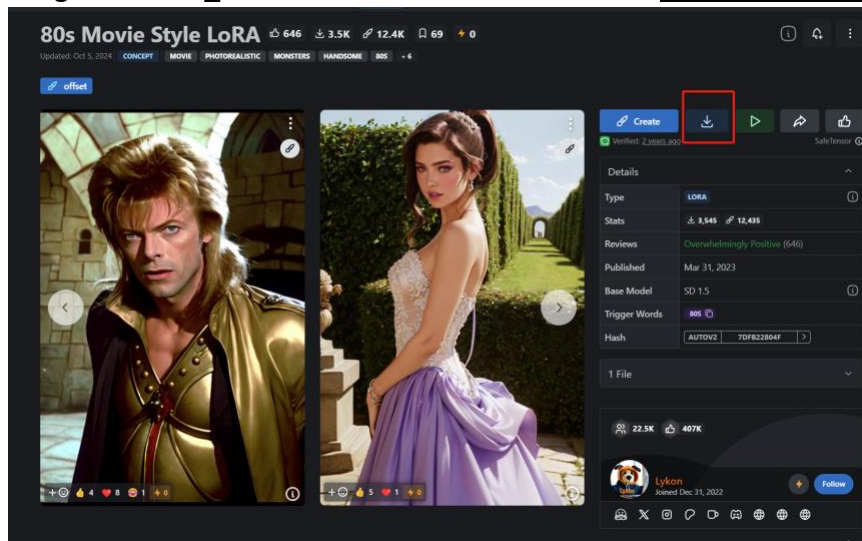 80s Movie Style LoRA 646 3.5K 12.4K 69 0
Updated: Oct 5, 2024 CONCEPT MOVIE PHOTOREALISTIC MONSTERS HANDSOME 80S +6
offset
Create
Verified: 2 years ago SafeTensor
Details
Type LORA
Stats 3,545 12,435
Reviews Overwhelmingly Positive (646)
Published Mar 31, 2023
Base Model SD 1.5
Trigger Words 80S
Hash AUTOV2 7DFB22804F
1 File
22.5K 407K
Lykon
Joined Dec 31, 2022
Follow
4 8 1 0
5 1 0